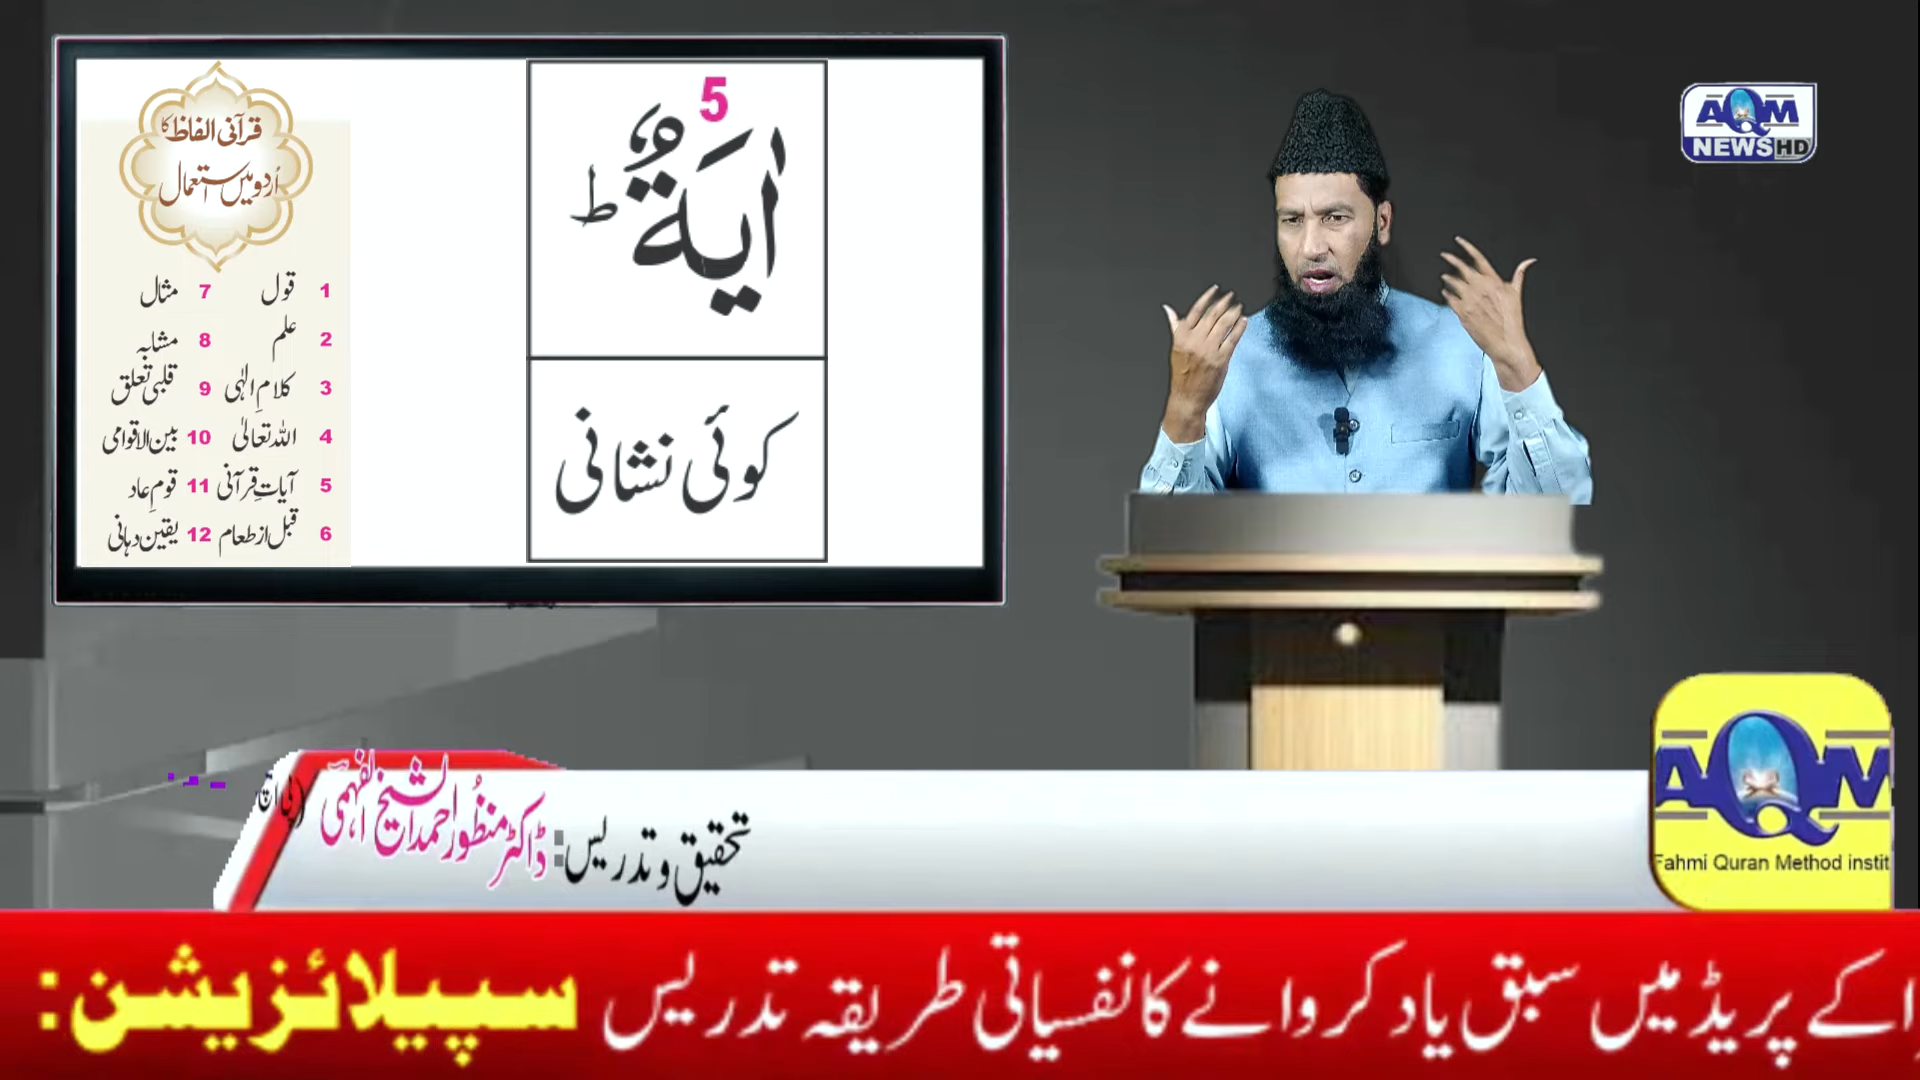 قرآنی الفاظ کا
اُردو میں استعمال
1 قول
2 علم
3 کلامِ الٰہی
4 اللہ تعالیٰ
5 آیاتِ قرآنی
6 قبل از طعام
7 مثال
8 مشابہ
9 قلبی تعلق
10 بین الاقوامی
11 قومِ عاد
12 یقین دہانی
5
اٰیَةٌ ط
کوئی نشانی
AQM
NEWS HD
تحقیق و تدریس: ڈاکٹر منظور احمد الشیخ الفہمی
AQM
Fahmi Quran Method instit
کے پریڈ میں سبق یاد کروانے کا نفسیاتی طریقہ تدریس سپیلائزیشن: